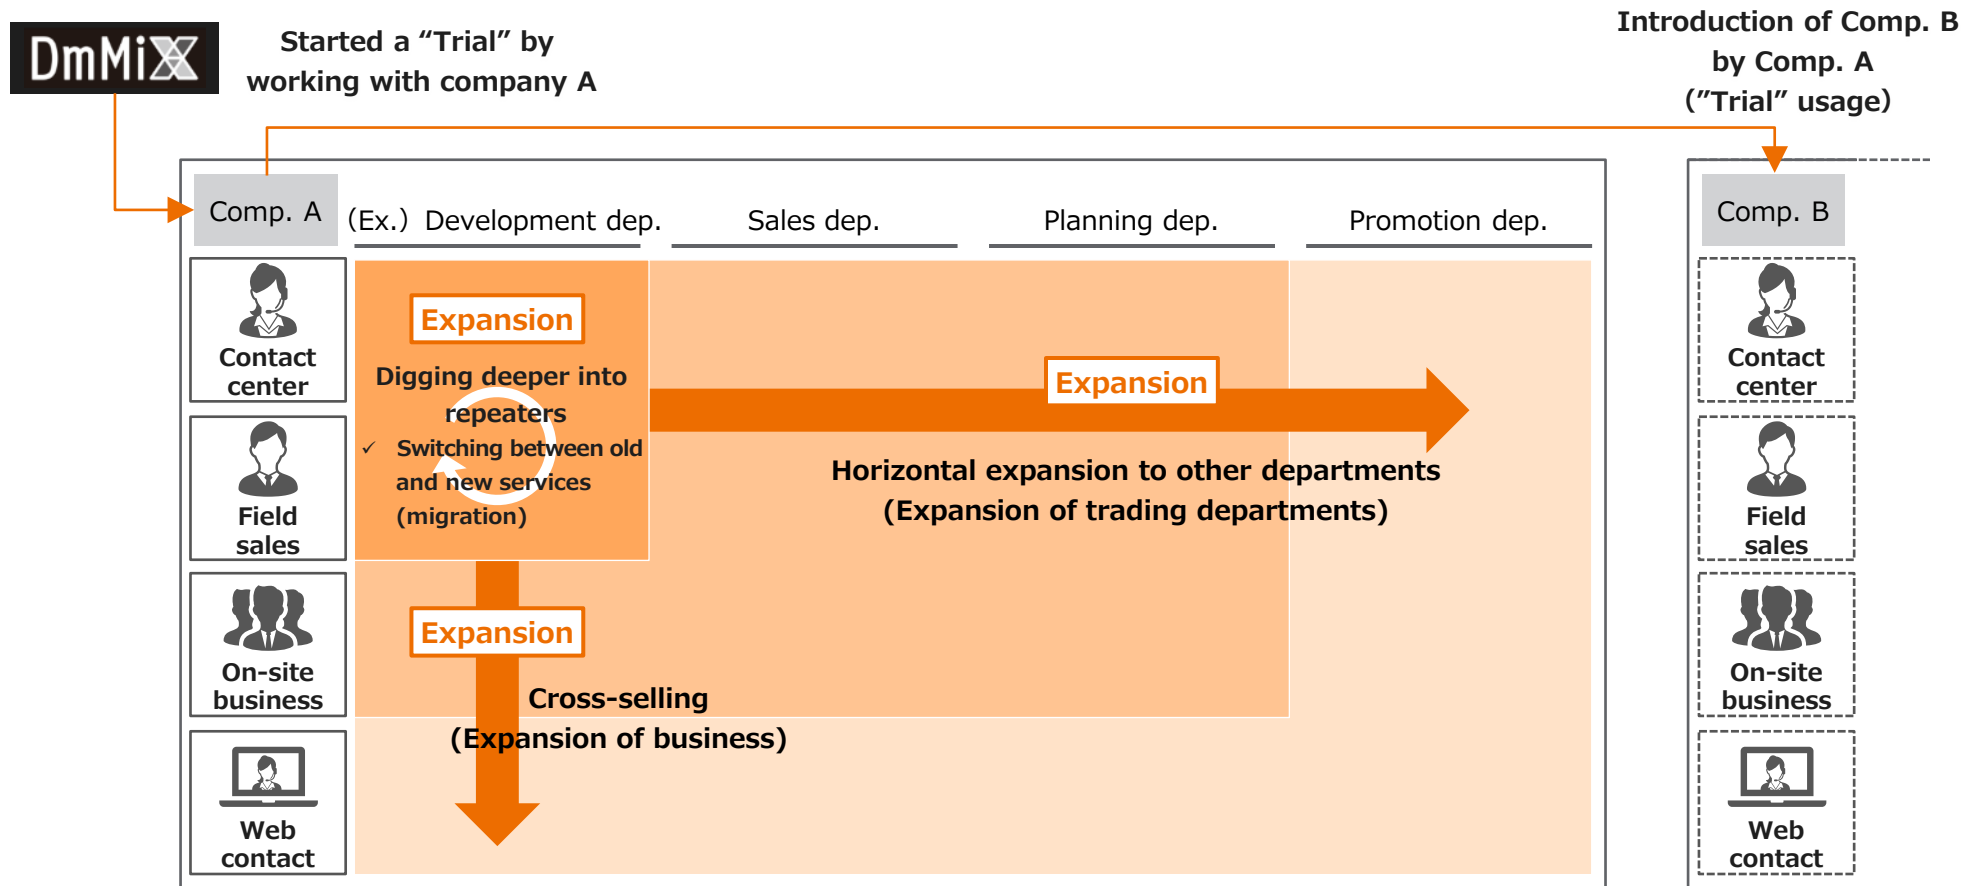 DmMiX
Started a “Trial” by
working with company A
Introduction of Comp. B
by Comp. A
(”Trial” usage)
Comp. A
(Ex.) Development dep.
Sales dep.
Planning dep.
Promotion dep.
Comp. B
Contact
center
Field
sales
On-site
business
Web
contact
Expansion
Digging deeper into
repeaters
✓ Switching between old
and new services
(migration)
Expansion
Horizontal expansion to other departments
(Expansion of trading departments)
Expansion
Cross-selling
(Expansion of business)
Contact
center
Field
sales
On-site
business
Web
contact